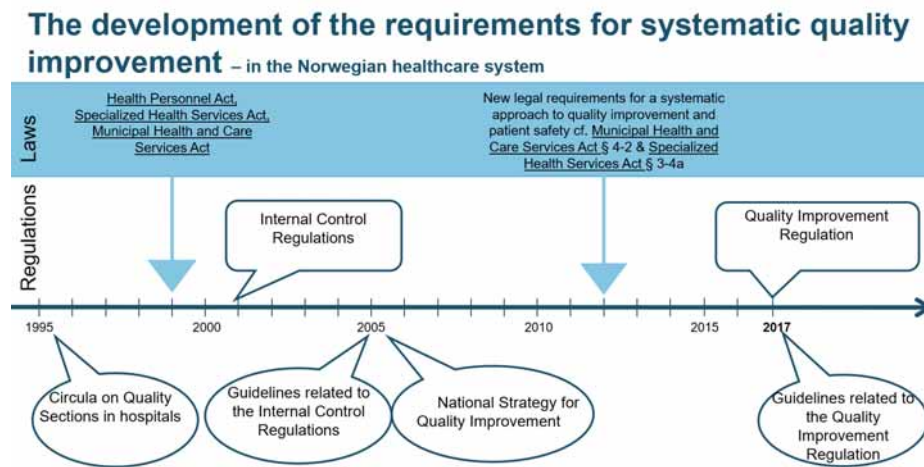 The development of the requirements for systematic quality
improvement – in the Norwegian healthcare system
Laws
Health Personnel Act,
Specialized Health Services Act,
Municipal Health and Care
Services Act
New legal requirements for a systematic
approach to quality improvement and
patient safety cf. Municipal Health and
Care Services Act § 4-2 & Specialized
Health Services Act § 3-4a
Regulations
Internal Control
Regulations
Quality Improvement
Regulation
1995
2000
2005
2010
2015
2017
Circula on Quality
Sections in hospitals
Guidelines related to
the Internal Control
Regulations
National Strategy for
Quality Improvement
Guidelines related to
the Quality
Improvement
Regulation